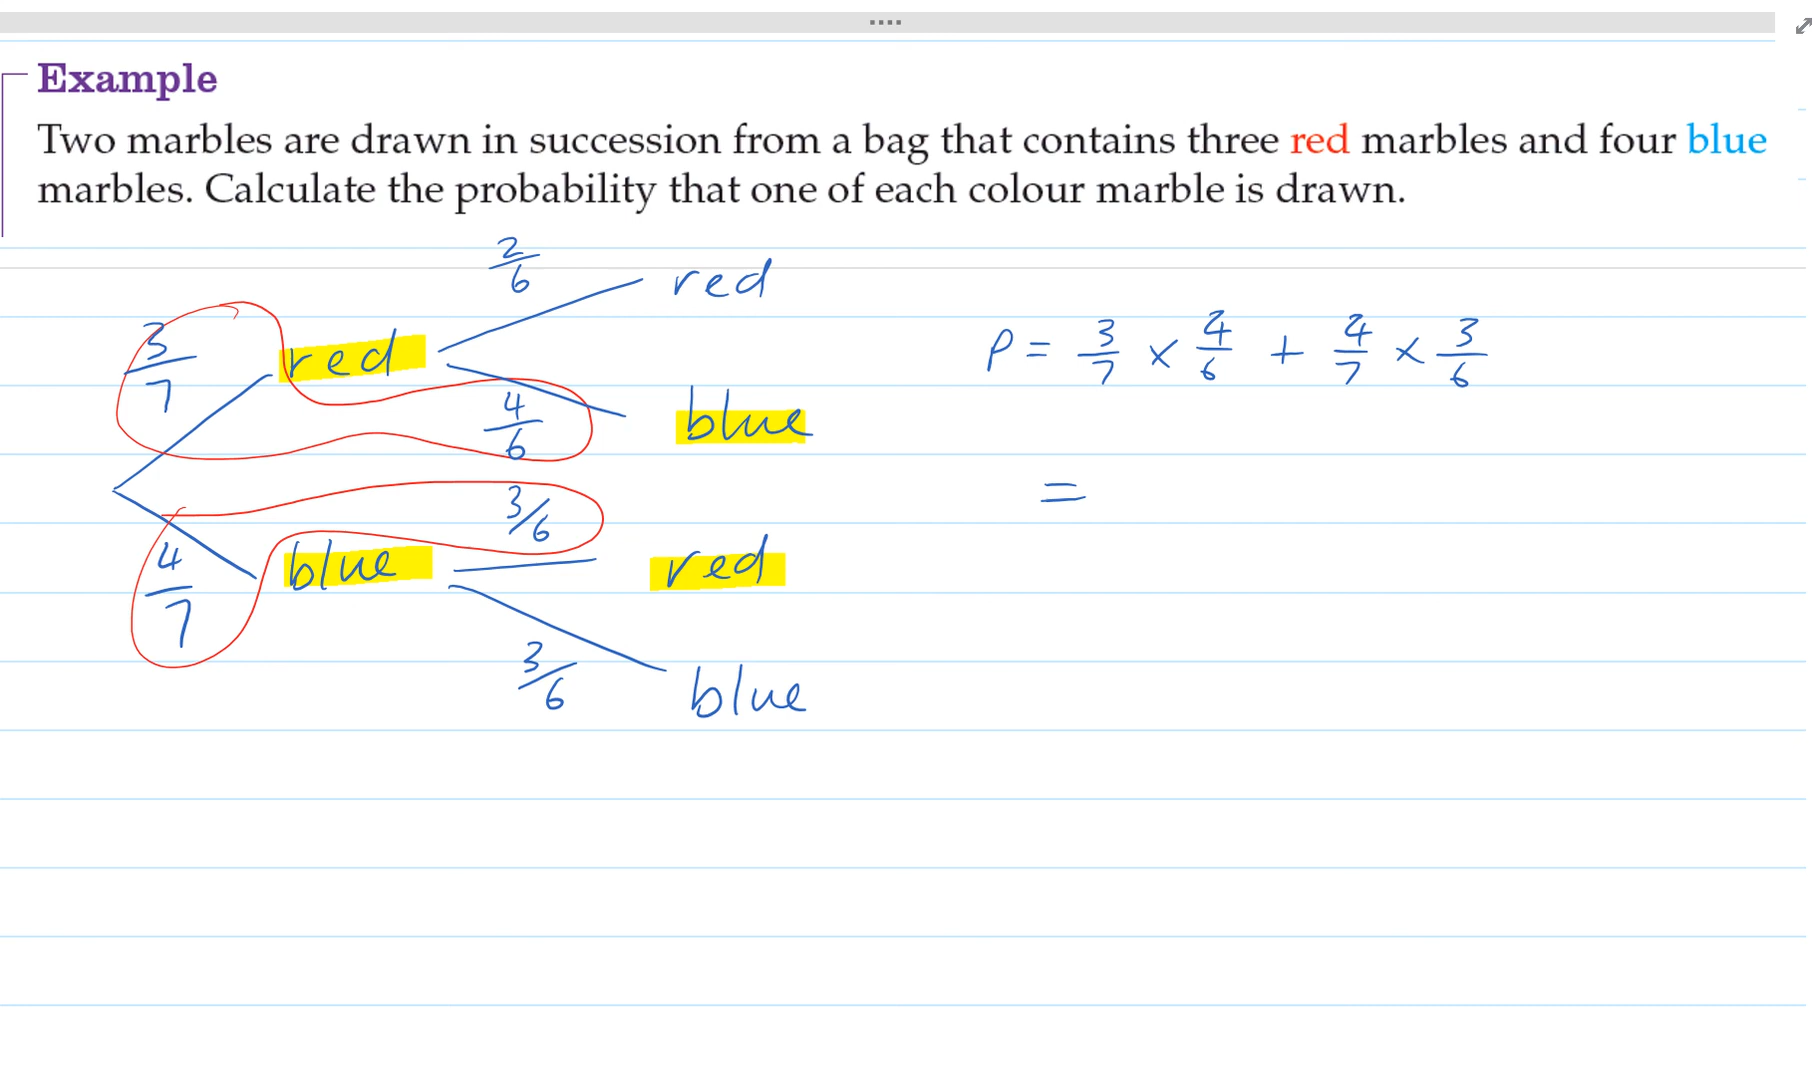 Example
Two marbles are drawn in succession from a bag that contains three red marbles and four blue
marbles. Calculate the probability that one of each colour marble is drawn.
2/6 red
3/7 red
4/6 blue
P = 3/7 × 4/6 + 4/7 × 3/6
=
3/6
4/7 blue red
3/6 blue